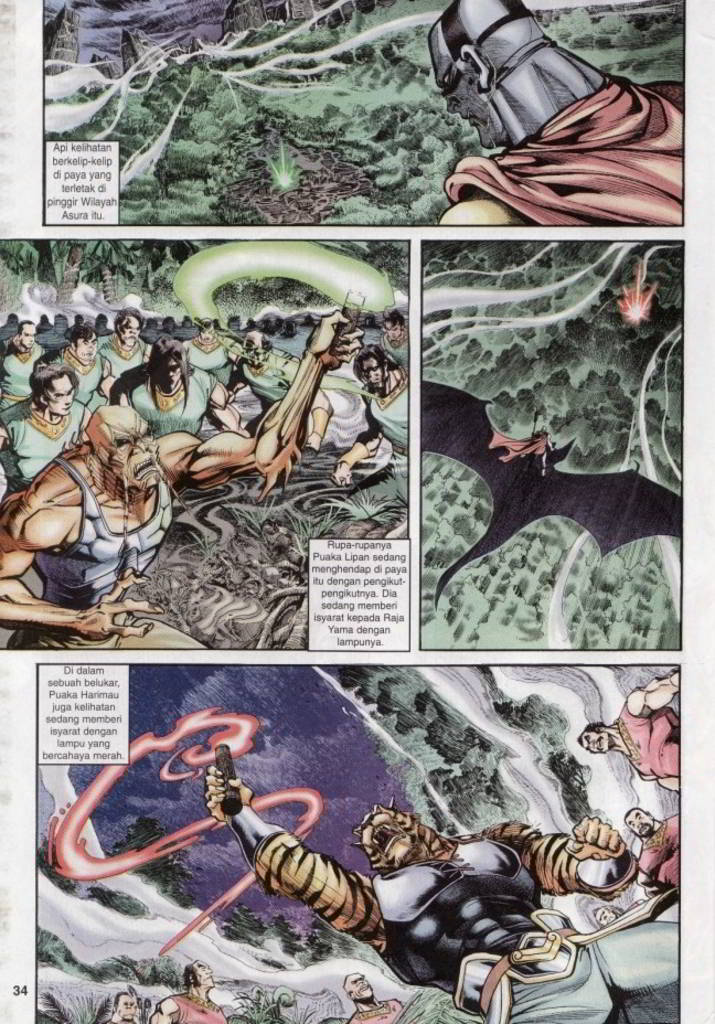 Api kelihatan
berkelip-kelip
di paya yang
terletak di
pinggir Wilayah
Asura itu.
Rupa-rupanya
Puaka Lipan sedang
menghendap di paya
itu dengan pengikut-
pengikutnya. Dia
sedang memberi
isyarat kepada Raja
Yama dengan
lampunya.
Di dalam
sebuah belukar,
Puaka Harimau
juga kelihatan
sedang memberi
isyarat dengan
lampu yang
bercahaya merah.
34